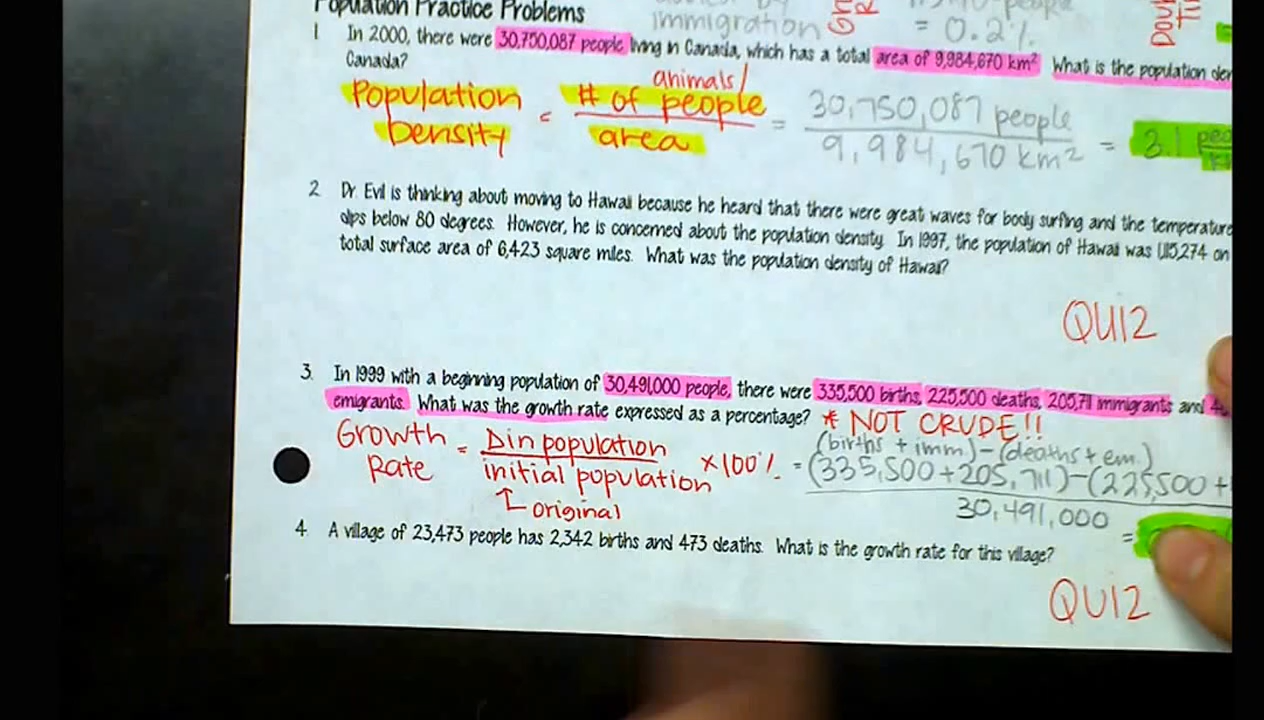 Population Practice Problems
immigration
= 0.2%
1. In 2000, there were 30,750,087 people living in Canada, which has a total area of 9,984,670 km² What is the population
Canada?
Population Density = # of people animals/ / area = 30,750,087 people / 9,984,670 km² = 3.1
2. Dr. Evil is thinking about moving to Hawaii because he heard that there were great waves for body surfing and the temperature
dips below 80 degrees. However, he is concerned about the population density. In 1997, the population of Hawaii was 1,115,274 on
total surface area of 6,423 square miles. What was the population density of Hawaii?
QUIZ
3. In 1999 with a beginning population of 30,491,000 people, there were 335,500 births, 225,500 deaths, 205,711 immigrants and
emigrants. What was the growth rate expressed as a percentage? * NOT CRUDE!!
(births + imm.) - (deaths + em.)
Growth Rate = D in population / initial population x 100% = (335,500 + 205,711) - (225,500 + / 30,491,000 =
original
4. A village of 23,473 people has 2,342 births and 473 deaths. What is the growth rate for this village?
QUIZ